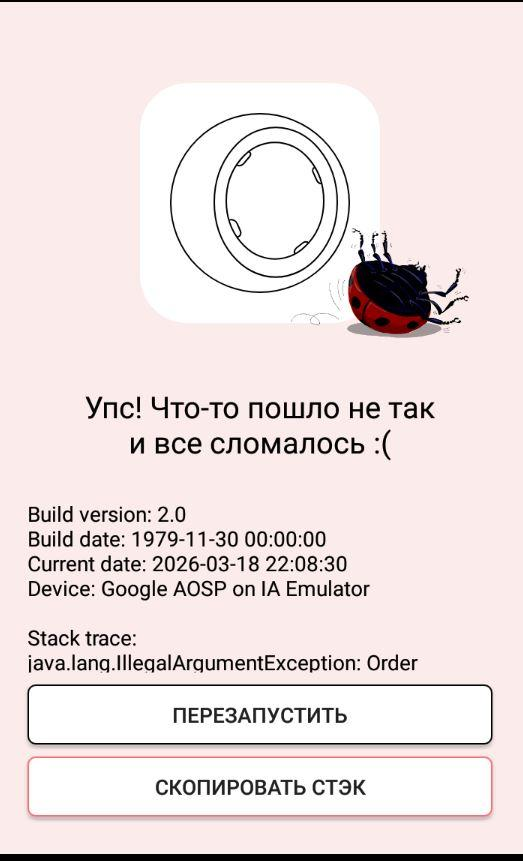 Упс! Что-то пошло не так
и все сломалось :(
Build version: 2.0
Build date: 1979-11-30 00:00:00
Current date: 2026-03-18 22:08:30
Device: Google AOSP on IA Emulator
Stack trace:
java.lang.IllegalArgumentException: Order
ПЕРЕЗАПУСТИТЬ
СКОПИРОВАТЬ СТЭК